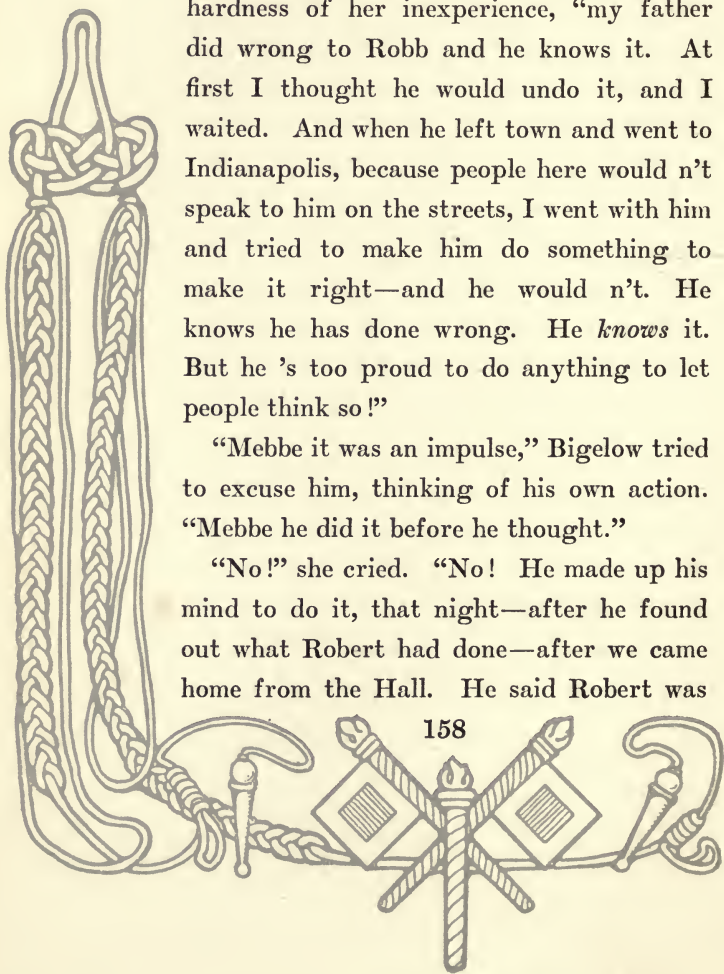 hardness of her inexperience, “my father
did wrong to Robb and he knows it. At
first I thought he would undo it, and I
waited. And when he left town and went to
Indianapolis, because people here would n’t
speak to him on the streets, I went with him
and tried to make him do something to
make it right—and he would n’t. He
knows he has done wrong. He knows it.
But he ’s too proud to do anything to let
people think so!”
“Mebbe it was an impulse,” Bigelow tried
to excuse him, thinking of his own action.
“Mebbe he did it before he thought.”
“No!” she cried. “No! He made up his
mind to do it, that night—after he found
out what Robert had done—after we came
home from the Hall. He said Robert was
158